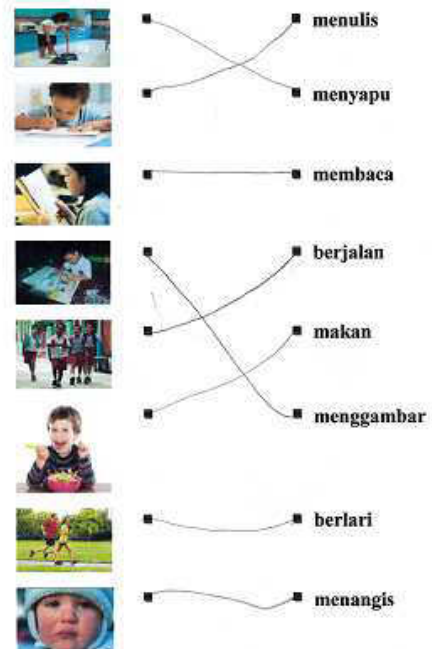 menulis
menyapu
membaca
berjalan
makan
menggambar
berlari
menangis